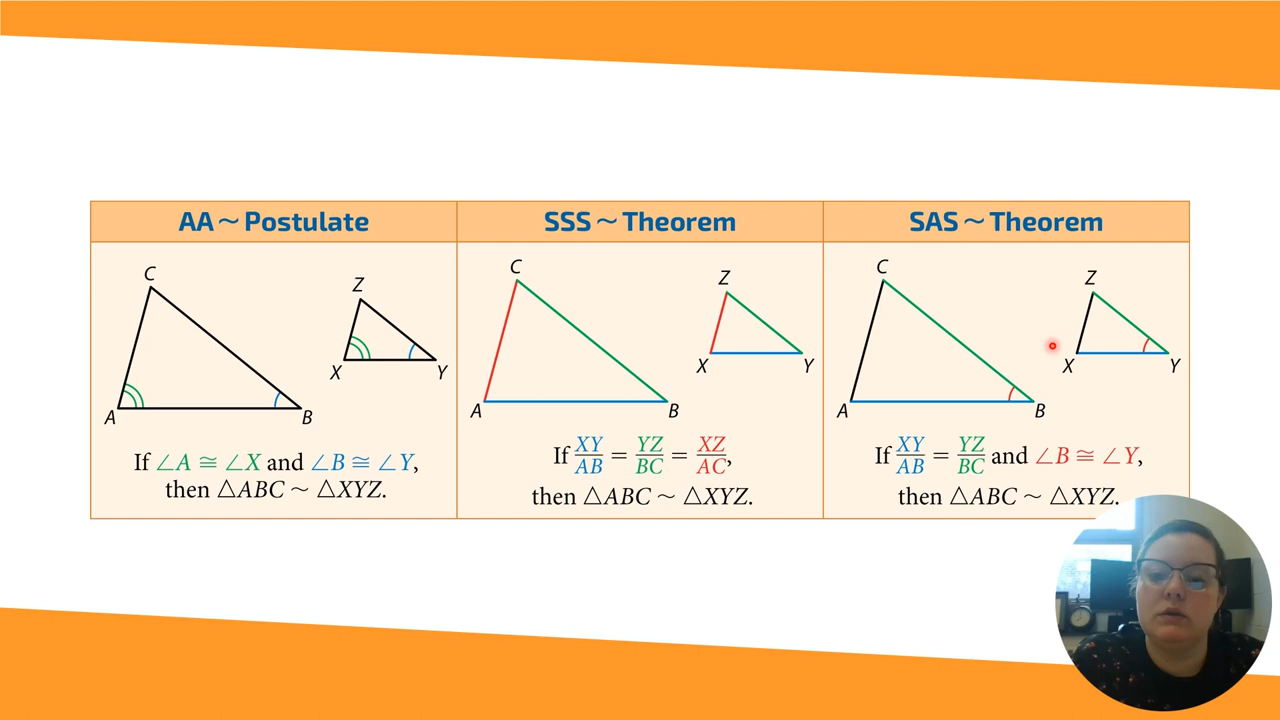 AA ~ Postulate
C
Z
X
Y
A
B
If ∠A ≅ ∠X and ∠B ≅ ∠Y,
then △ABC ~ △XYZ.
SSS ~ Theorem
C
Z
X
Y
A
B
If XY/AB = YZ/BC = XZ/AC,
then △ABC ~ △XYZ.
SAS ~ Theorem
C
Z
X
Y
A
B
If XY/AB = YZ/BC and ∠B ≅ ∠Y,
then △ABC ~ △XYZ.